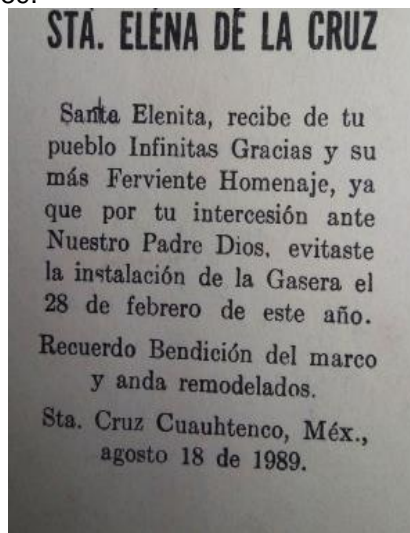 STA. ELENA DE LA CRUZ
Santa Elenita, recibe de tu
pueblo Infinitas Gracias y su
más Ferviente Homenaje, ya
que por tu intercesión ante
Nuestro Padre Dios, evitaste
la instalación de la Gasera el
28 de febrero de este año.
Recuerdo Bendición del marco
y anda remodelados.
Sta. Cruz Cuauhtenco, Méx.,
agosto 18 de 1989.